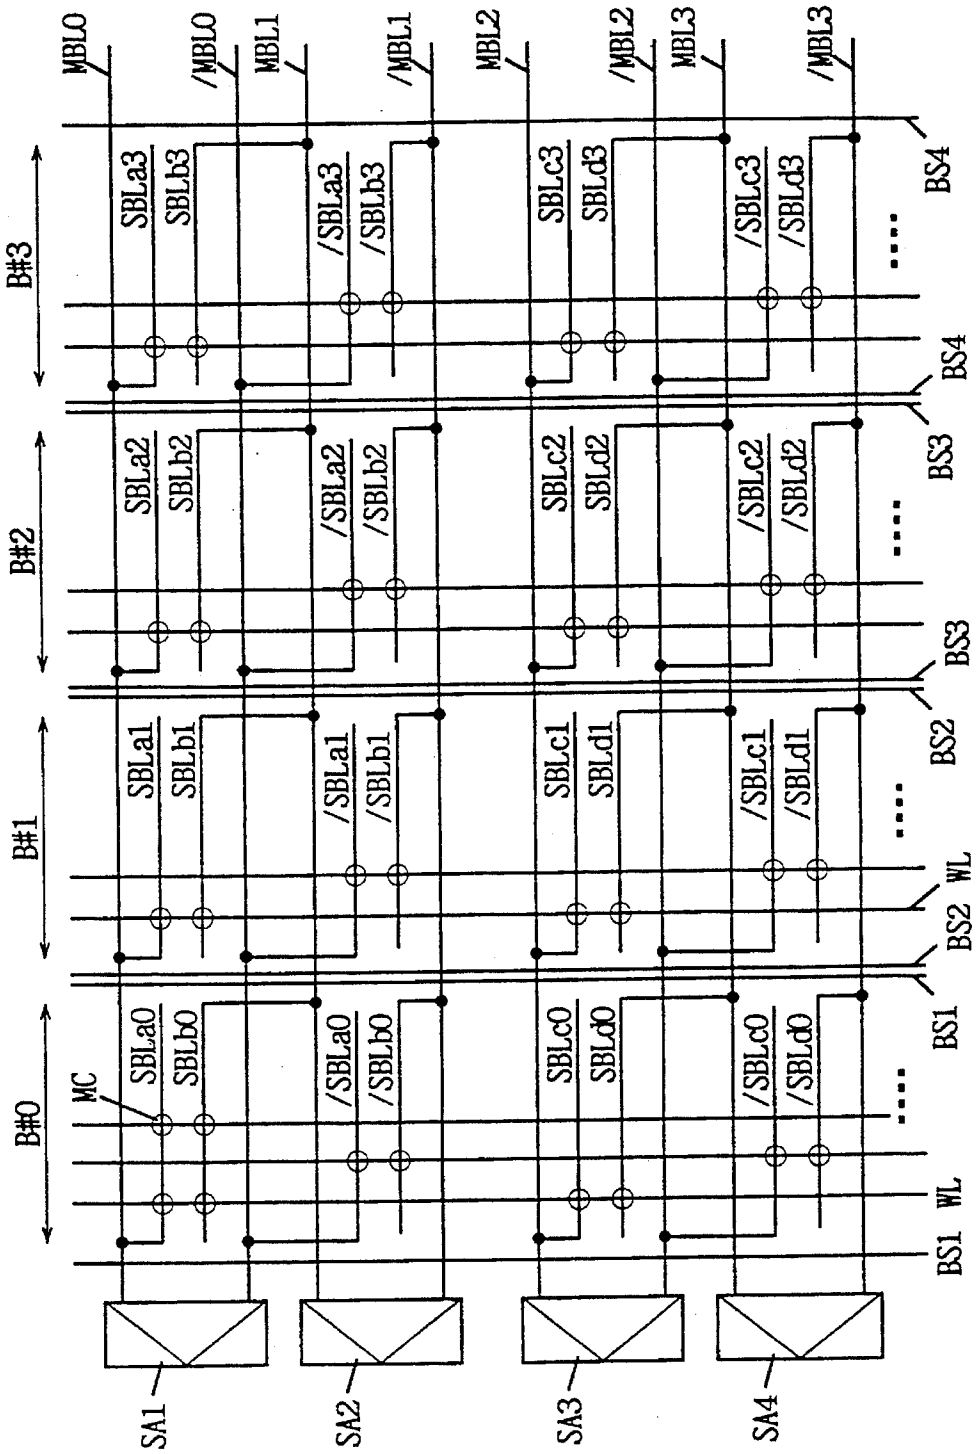 B#0
B#1
B#2
B#3
MC
SA1
SBLa0
SBLa1
SBLa2
SBLa3
MBL0
SBLb0
SBLb1
SBLb2
SBLb3
/MBL0
MBL1
SA2
/SBLa0
/SBLa1
/SBLa2
/SBLa3
/SBLb0
/SBLb1
/SBLb2
/SBLb3
/MBL1
SA3
SBLc0
SBLc1
SBLc2
SBLc3
MBL2
SBLd0
SBLd1
SBLd2
SBLd3
/MBL2
MBL3
SA4
/SBLc0
/SBLc1
/SBLc2
/SBLc3
/SBLd0
/SBLd1
/SBLd2
/SBLd3
/MBL3
BS1
WL
BS1
BS2
WL
BS2
BS3
BS3
BS4
BS4